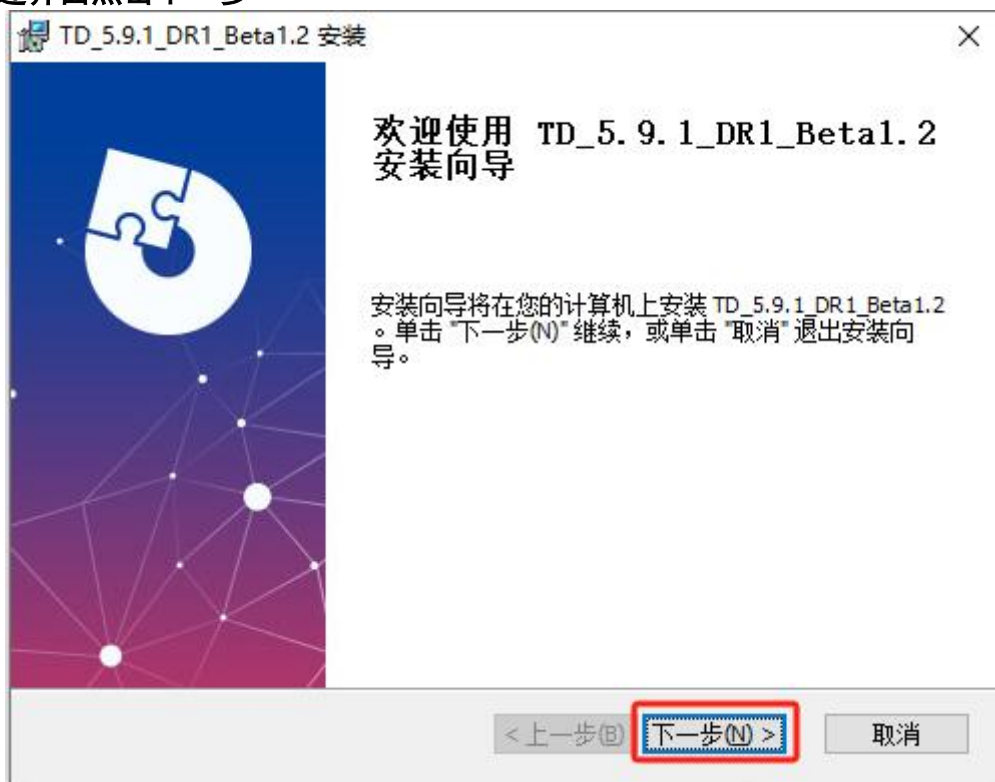 TD_5.9.1_DR1_Beta1.2 安装
欢迎使用 TD_5.9.1_DR1_Beta1.2
安装向导
安装向导将在您的计算机上安装 TD_5.9.1_DR1_Beta1.2
。单击 "下一步(N)" 继续，或单击 "取消" 退出安装向
导。
<上一步(B) 下一步(N) > 取消